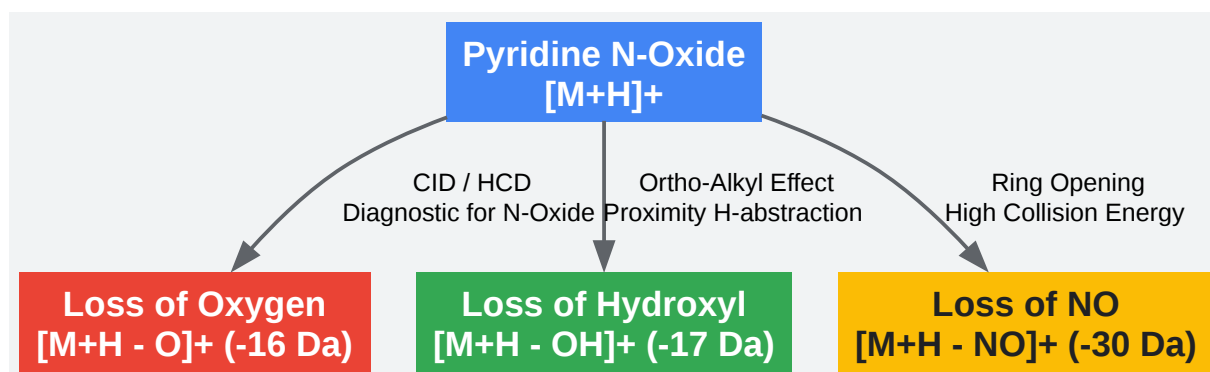 Pyridine N-Oxide
[M+H]+
CID / HCD
Diagnostic for N-Oxide
Ortho-Alkyl Effect
Proximity H-abstraction
Ring Opening
High Collision Energy
Loss of Oxygen
[M+H - O]+ (-16 Da)
Loss of Hydroxyl
[M+H - OH]+ (-17 Da)
Loss of NO
[M+H - NO]+ (-30 Da)